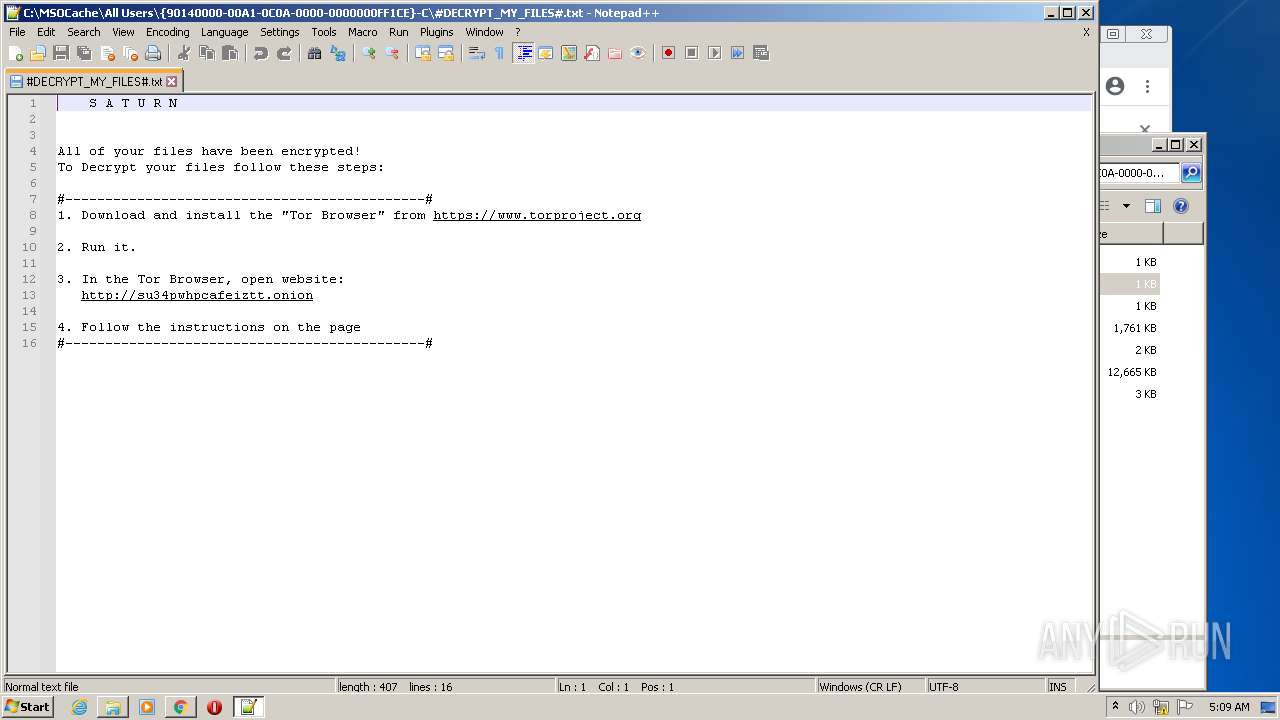 C:\MSOCache\All Users\{90140000-00A1-0C0A-0000-0000000FF1CE}-C\#DECRYPT_MY_FILES#.txt - Notepad++
File Edit Search View Encoding Language Settings Tools Macro Run Plugins Window ? X
#DECRYPT_MY_FILES#.txt
1 S A T U R N
2
3
4 All of your files have been encrypted!
5 To Decrypt your files follow these steps:
6
7 #---------------------------------------------#
8 1. Download and install the "Tor Browser" from https://www.torproject.org
9
10 2. Run it.
11
12 3. In the Tor Browser, open website:
13 http://su34pwhpcafeiztt.onion
14
15 4. Follow the instructions on the page
16 #---------------------------------------------#
0A-0000-0...
ze
1 KB
1 KB
1 KB
1,761 KB
2 KB
12,665 KB
3 KB
ANY RUN
Normal text file length : 407 lines : 16 Ln : 1 Col : 1 Pos : 1 Windows (CR LF) UTF-8 INS
Start 5:09 AM